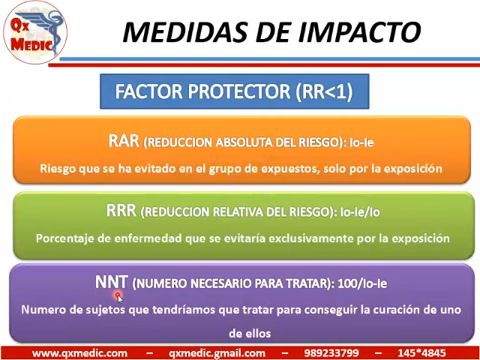 Qx
MEDIC
MEDIDAS DE IMPACTO
FACTOR PROTECTOR (RR<1)
RAR (REDUCCION ABSOLUTA DEL RIESGO): Io-Ie
Riesgo que se ha evitado en el grupo de expuestos, solo por la exposición
RRR (REDUCCION RELATIVA DEL RIESGO): Io-Ie/Io
Porcentaje de enfermedad que se evitaría exclusivamente por la exposición
NNT (NUMERO NECESARIO PARA TRATAR): 100/Io-Ie
Numero de sujetos que tendríamos que tratar para conseguir la curación de uno
de ellos
www.qxmedic.com – qxmedic.gmail.com – 989233799 – 145*4845